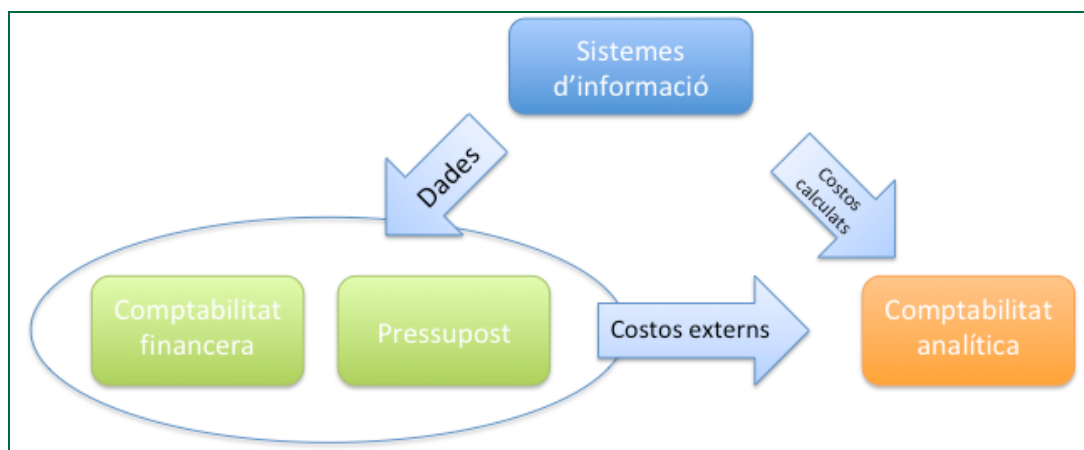 Sistemes
d’informació
Dades
Costos
calculats
Comptabilitat
financera
Pressupost
Costos externs
Comptabilitat
analítica